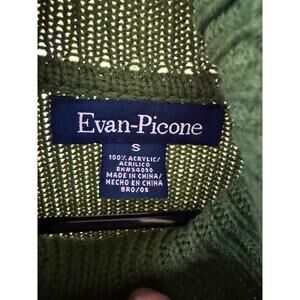 Evan-Picone
S
100% ACRYLIC/
ACRILICO
RN#54050
MADE IN CHINA/
HECHO EN CHINA
BRO/05